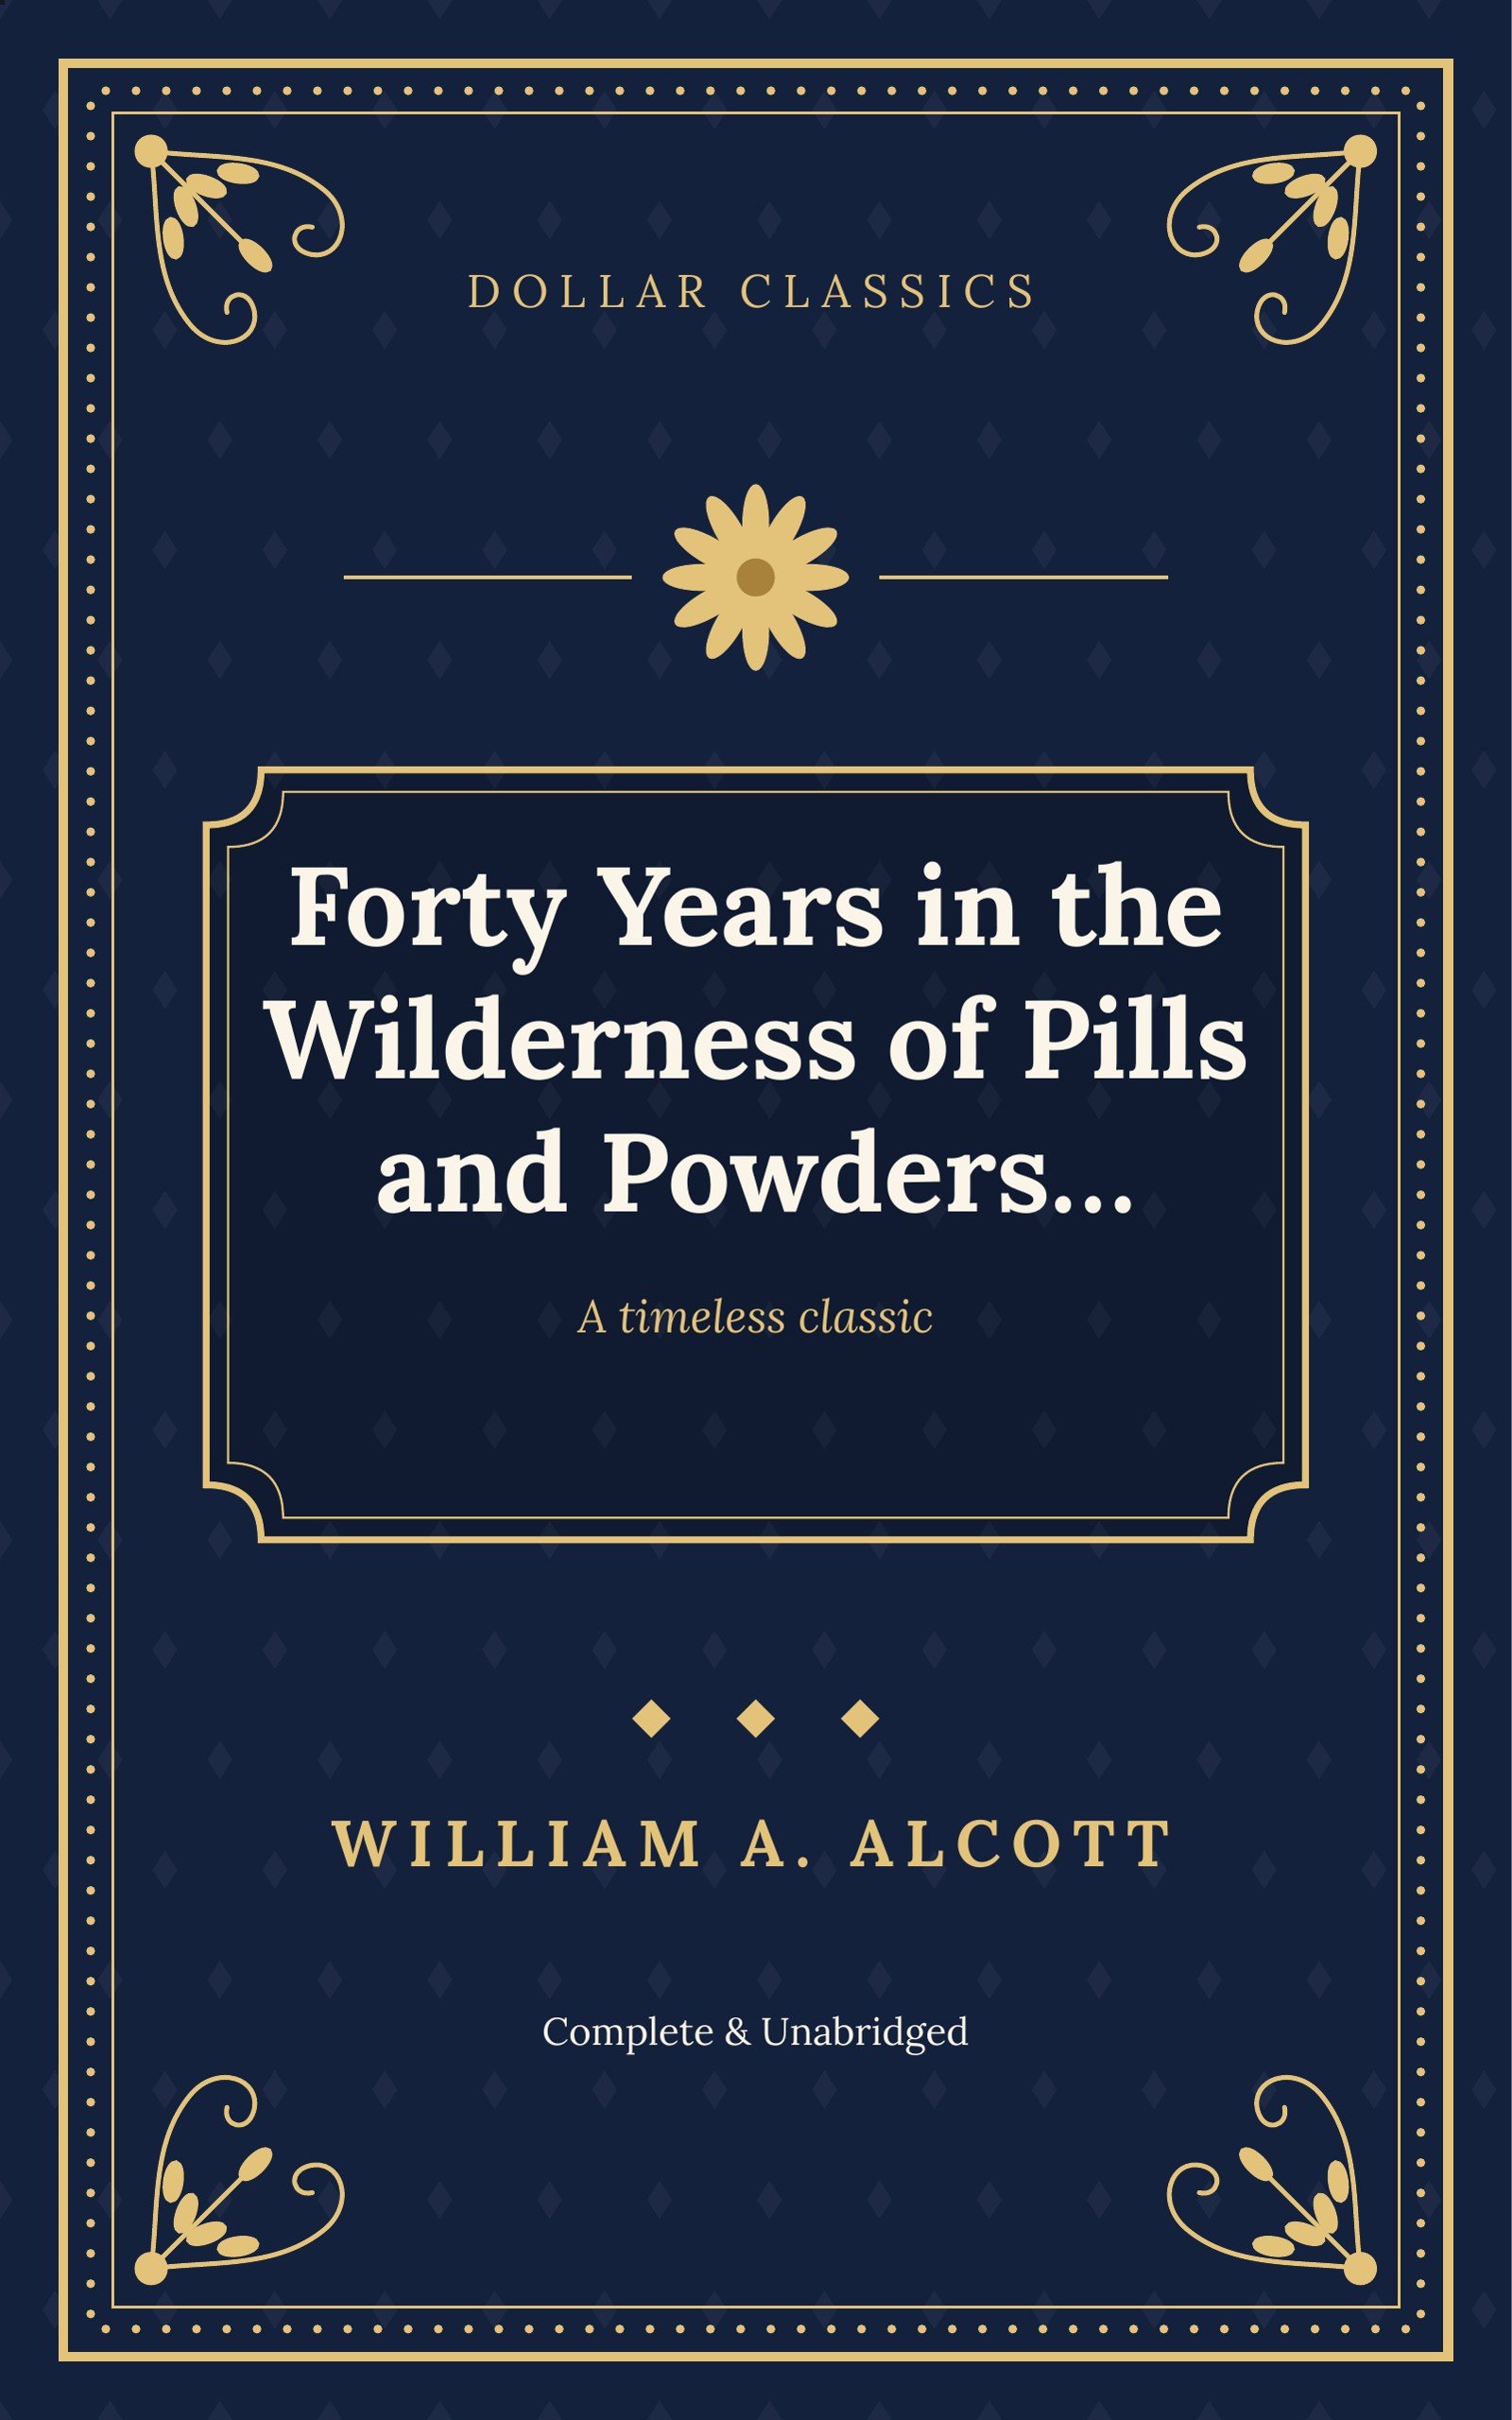 DOLLAR CLASSICS
Forty Years in the
Wilderness of Pills
and Powders...
A timeless classic
WILLIAM A. ALCOTT
Complete & Unabridged